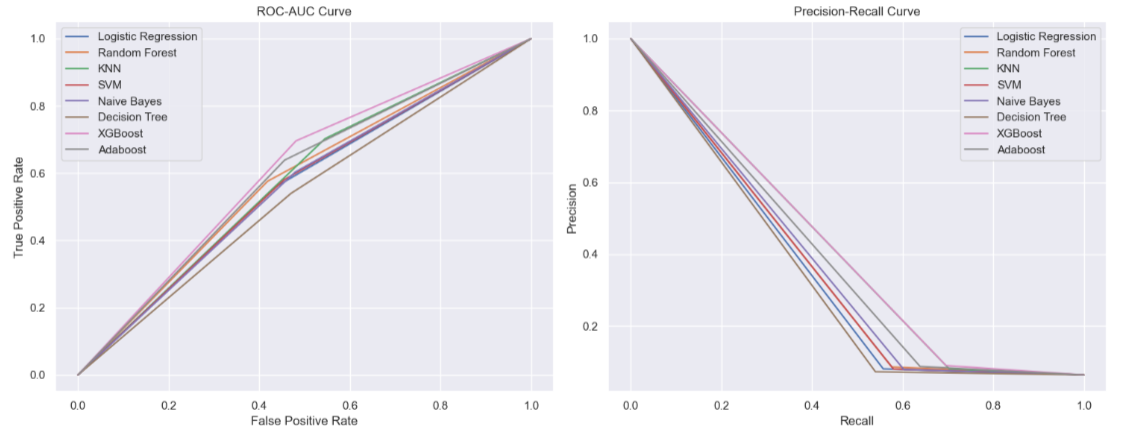 ROC-AUC Curve
1.0
0.8
0.6
0.4
0.2
0.0
True Positive Rate
Logistic Regression
Random Forest
KNN
SVM
Naive Bayes
Decision Tree
XGBoost
Adaboost
0.0 0.2 0.4 0.6 0.8 1.0
False Positive Rate
Precision-Recall Curve
1.0
0.8
0.6
0.4
0.2
Precision
Logistic Regression
Random Forest
KNN
SVM
Naive Bayes
Decision Tree
XGBoost
Adaboost
0.0 0.2 0.4 0.6 0.8 1.0
Recall